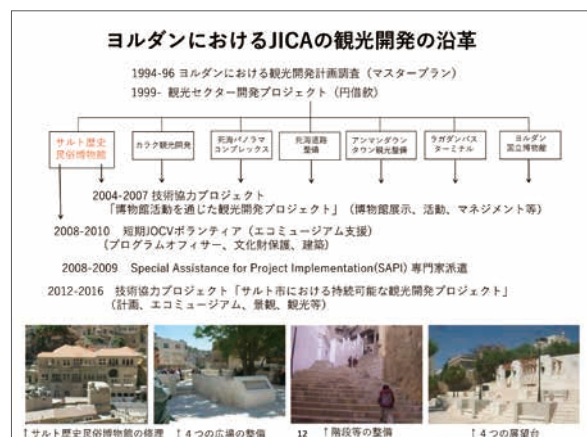 ヨルダンにおけるJICAの観光開発の沿革
1994-96 ヨルダンにおける観光開発計画調査（マスタープラン）
1999- 観光セクター開発プロジェクト（円借款）
サルト歴史
民俗博物館
カラク観光開発
死海パノラマ
コンプレックス
死海道路
整備
アンマンダウン
タウン観光整備
ラガダンバス
ターミナル
ヨルダン
国立博物館
2004-2007 技術協力プロジェクト
「博物館活動を通じた観光開発プロジェクト」（博物館展示、活動、マネジメント等）
2008-2010 短期JOCVボランティア（エコミュージアム支援）
（プログラムオフィサー、文化財保護、建築）
2008-2009 Special Assistance for Project Implementation(SAPI) 専門家派遣
2012-2016 技術協力プロジェクト「サルト市における持続可能な観光開発プロジェクト」
（計画、エコミュージアム、景観、観光等）
↑サルト歴史民俗博物館の修理
↑４つの広場の整備
12
↑階段等の整備
↑４つの展望台